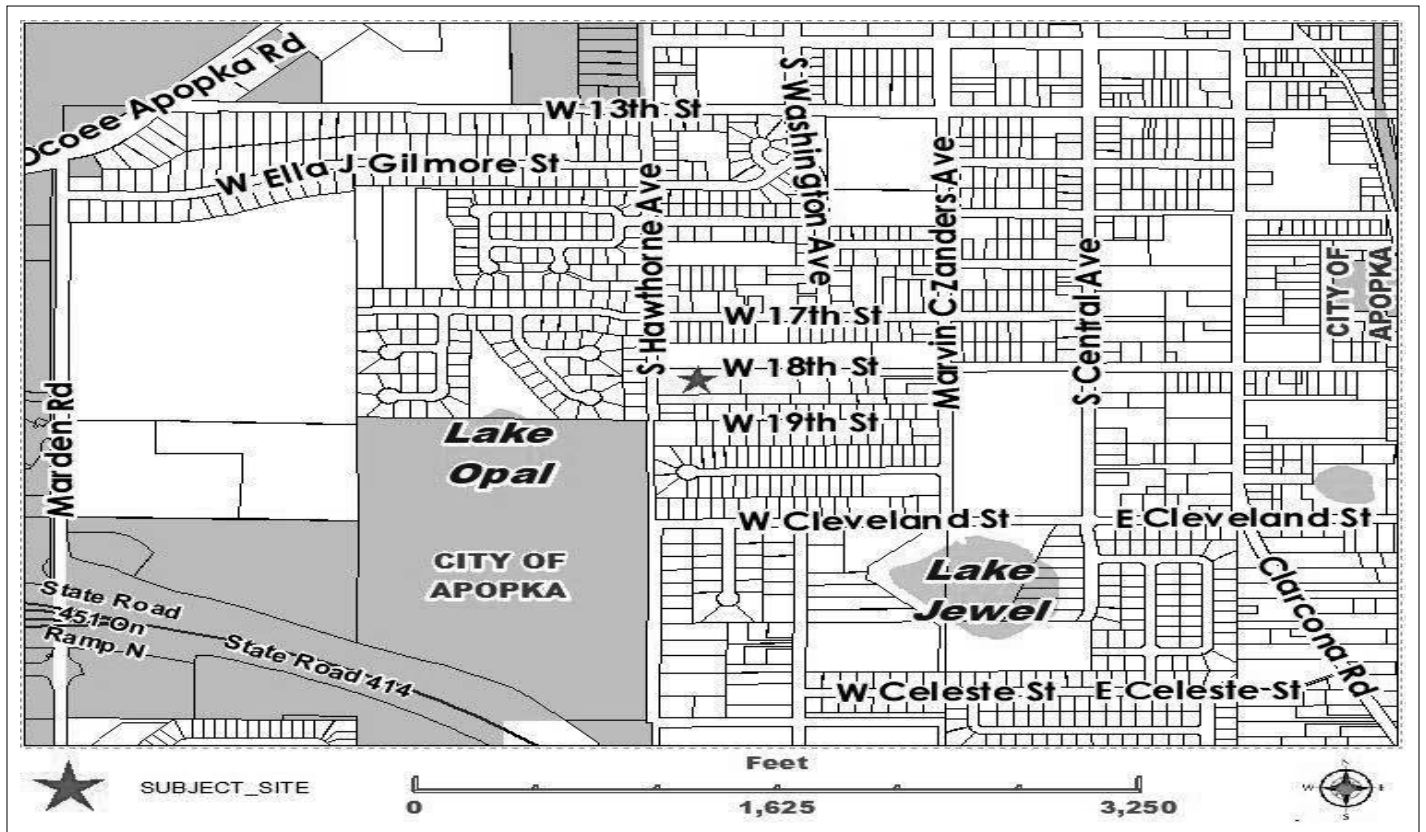 Ocoee Apopka Rd
S Washington Ave
W 13th St
W Ella J Gilmore St
S Hawthorne Ave
Marvin C Zanders Ave
S Central Ave
CITY OF
APOPKA
W 17th St
W 18th St
W 19th St
Marden Rd
Lake
Opal
W Cleveland St
E Cleveland St
CITY OF
APOPKA
Lake
Jewel
Clarcona Rd
State Road
451 On
Ramp N
State Road 414
W Celeste St
E Celeste St
SUBJECT_SITE
Feet
0
1,625
3,250
N
W
E
S